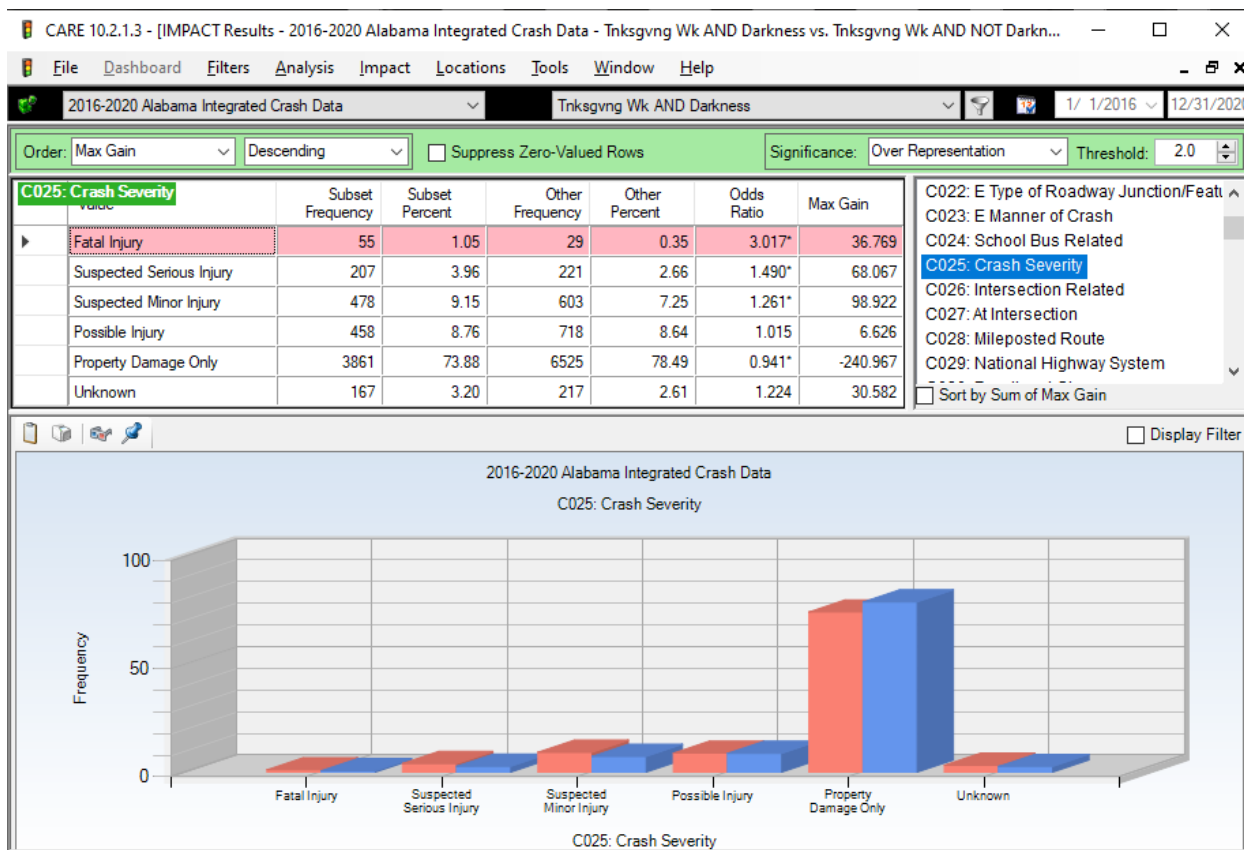 CARE 10.2.1.3 - [IMPACT Results - 2016-2020 Alabama Integrated Crash Data - Tnksgvng Wk AND Darkness vs. Tnksgvng Wk AND NOT Darkn...
File Dashboard Filters Analysis Impact Locations Tools Window Help
2016-2020 Alabama Integrated Crash Data Tnksgvng Wk AND Darkness 1/ 1/2016 12/31/2020
Order: Max Gain Descending Suppress Zero-Valued Rows Significance: Over Representation Threshold: 2.0
C025: Crash Severity Subset Frequency Subset Percent Other Frequency Other Percent Odds Ratio Max Gain
Fatal Injury 55 1.05 29 0.35 3.017* 36.769
Suspected Serious Injury 207 3.96 221 2.66 1.490* 68.067
Suspected Minor Injury 478 9.15 603 7.25 1.261* 98.922
Possible Injury 458 8.76 718 8.64 1.015 6.626
Property Damage Only 3861 73.88 6525 78.49 0.941* -240.967
Unknown 167 3.20 217 2.61 1.224 30.582
C022: E Type of Roadway Junction/Featu
C023: E Manner of Crash
C024: School Bus Related
C025: Crash Severity
C026: Intersection Related
C027: At Intersection
C028: Mileposted Route
C029: National Highway System
Sort by Sum of Max Gain
Display Filter
2016-2020 Alabama Integrated Crash Data
C025: Crash Severity
Frequency
100
50
0
Fatal Injury
Suspected Serious Injury
Suspected Minor Injury
Possible Injury
Property Damage Only
Unknown
C025: Crash Severity